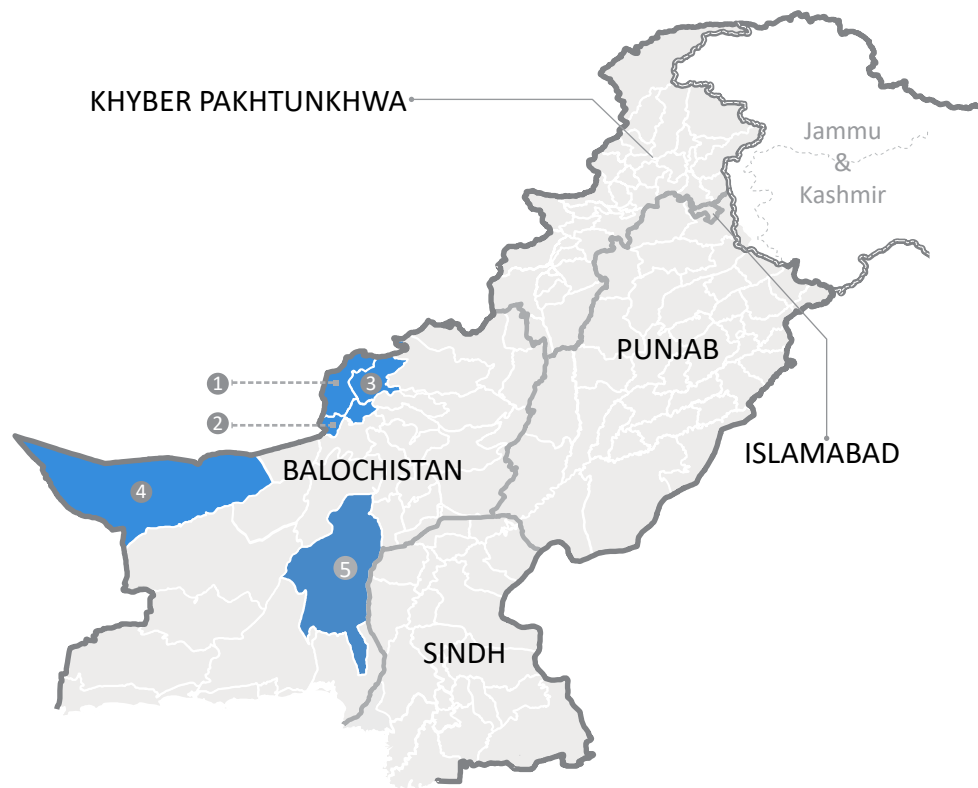 KHYBER PAKHTUNKHWA
Jammu
&
Kashmir
PUNJAB
1
3
2
ISLAMABAD
BALOCHISTAN
4
5
SINDH